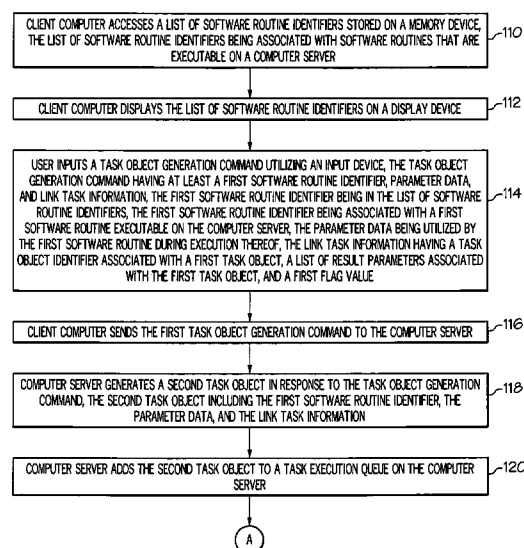 CLIENT COMPUTER ACCESSES A LIST OF SOFTWARE ROUTINE IDENTIFIERS STORED ON A MEMORY DEVICE,
THE LIST OF SOFTWARE ROUTINE IDENTIFIERS BEING ASSOCIATED WITH SOFTWARE ROUTINES THAT ARE
EXECUTABLE ON A COMPUTER SERVER
110
CLIENT COMPUTER DISPLAYS THE LIST OF SOFTWARE ROUTINE IDENTIFIERS ON A DISPLAY DEVICE
112
USER INPUTS A TASK OBJECT GENERATION COMMAND UTILIZING AN INPUT DEVICE, THE TASK OBJECT
GENERATION COMMAND HAVING AT LEAST A FIRST SOFTWARE ROUTINE IDENTIFIER, PARAMETER DATA,
AND LINK TASK INFORMATION, THE FIRST SOFTWARE ROUTINE IDENTIFIER BEING IN THE LIST OF SOFTWARE
ROUTINE IDENTIFIERS, THE FIRST SOFTWARE ROUTINE IDENTIFIER BEING ASSOCIATED WITH A FIRST
SOFTWARE ROUTINE EXECUTABLE ON THE COMPUTER SERVER, THE PARAMETER DATA BEING UTILIZED BY
THE FIRST SOFTWARE ROUTINE DURING EXECUTION THEREOF, THE LINK TASK INFORMATION HAVING A TASK
OBJECT IDENTIFIER ASSOCIATED WITH A FIRST TASK OBJECT, A LIST OF RESULT PARAMETERS ASSOCIATED
WITH THE FIRST TASK OBJECT, AND A FIRST FLAG VALUE
114
CLIENT COMPUTER SENDS THE FIRST TASK OBJECT GENERATION COMMAND TO THE COMPUTER SERVER
116
COMPUTER SERVER GENERATES A SECOND TASK OBJECT IN RESPONSE TO THE TASK OBJECT GENERATION
COMMAND, THE SECOND TASK OBJECT INCLUDING THE FIRST SOFTWARE ROUTINE IDENTIFIER, THE
PARAMETER DATA, AND THE LINK TASK INFORMATION
118
COMPUTER SERVER ADDS THE SECOND TASK OBJECT TO A TASK EXECUTION QUEUE ON THE COMPUTER
SERVER
120
A